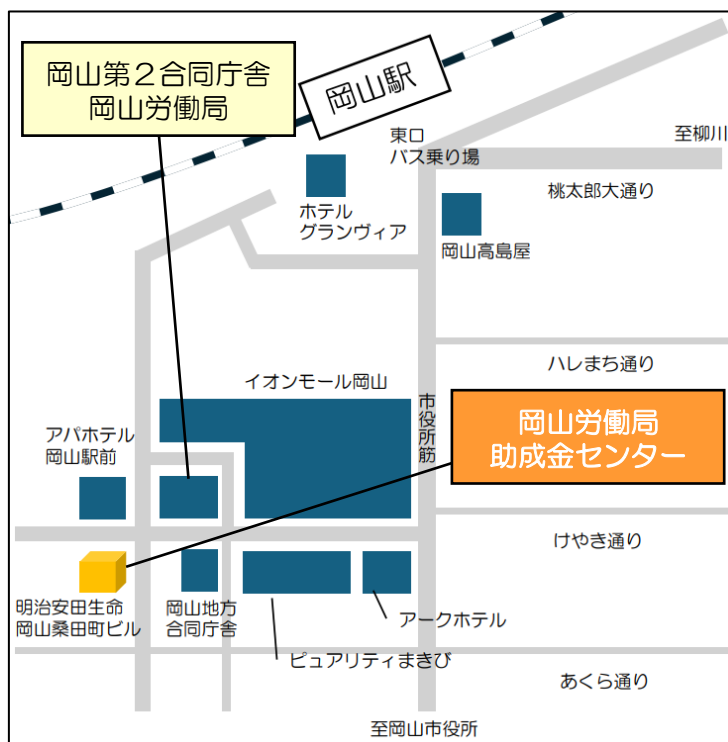 岡山第２合同庁舎
岡山労働局
岡山駅
東口
バス乗り場
至柳川
桃太郎大通り
ホテル
グランヴィア
岡山高島屋
ハレまち通り
イオンモール岡山
市役所筋
アパホテル
岡山駅前
岡山労働局
助成金センター
けやき通り
明治安田生命
岡山桑田町ビル
岡山地方
合同庁舎
アークホテル
ピュアリティまきび
あくら通り
至岡山市役所